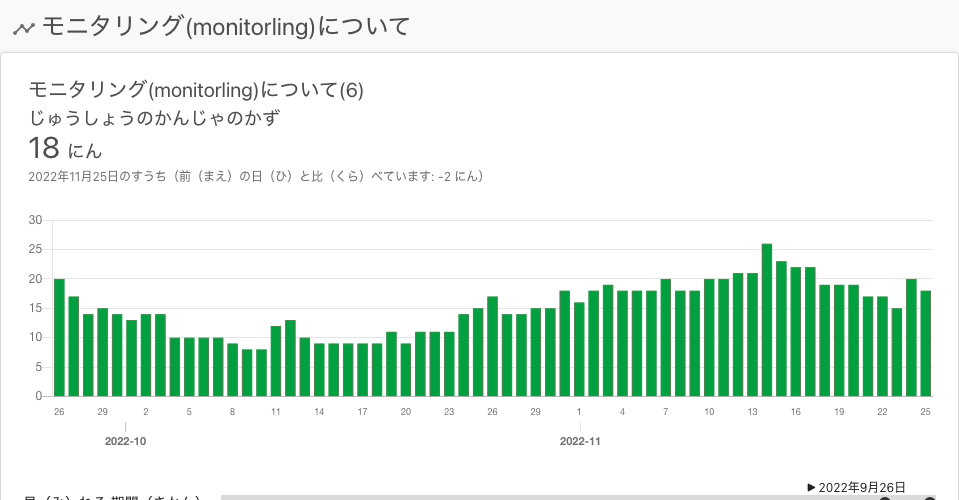 モニタリング(monitorling)について
モニタリング(monitorling)について(6)
じゅうしょうのかんじゃのかず
18 にん
2022年11月25日のすうち（前（まえ）の日（ひ）と比（くら）べています: -2 にん）
30
25
20
15
10
5
0
26 29 2 5 8 11 14 17 20 23 26 29 1 4 7 10 13 16 19 22 25
2022-10 2022-11
2022年9月26日